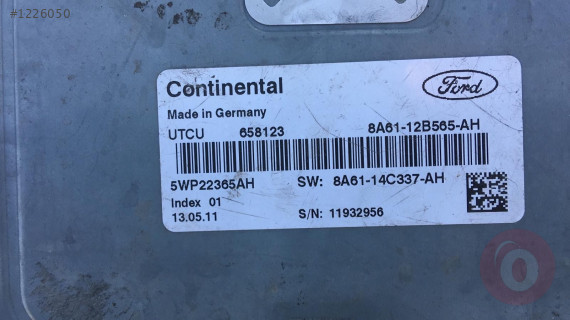 #1226050
Continental
Ford
Made in Germany
UTCU 658123 8A61-12B565-AH
5WP22365AH SW: 8A61-14C337-AH
Index 01
13.05.11 S/N: 11932956